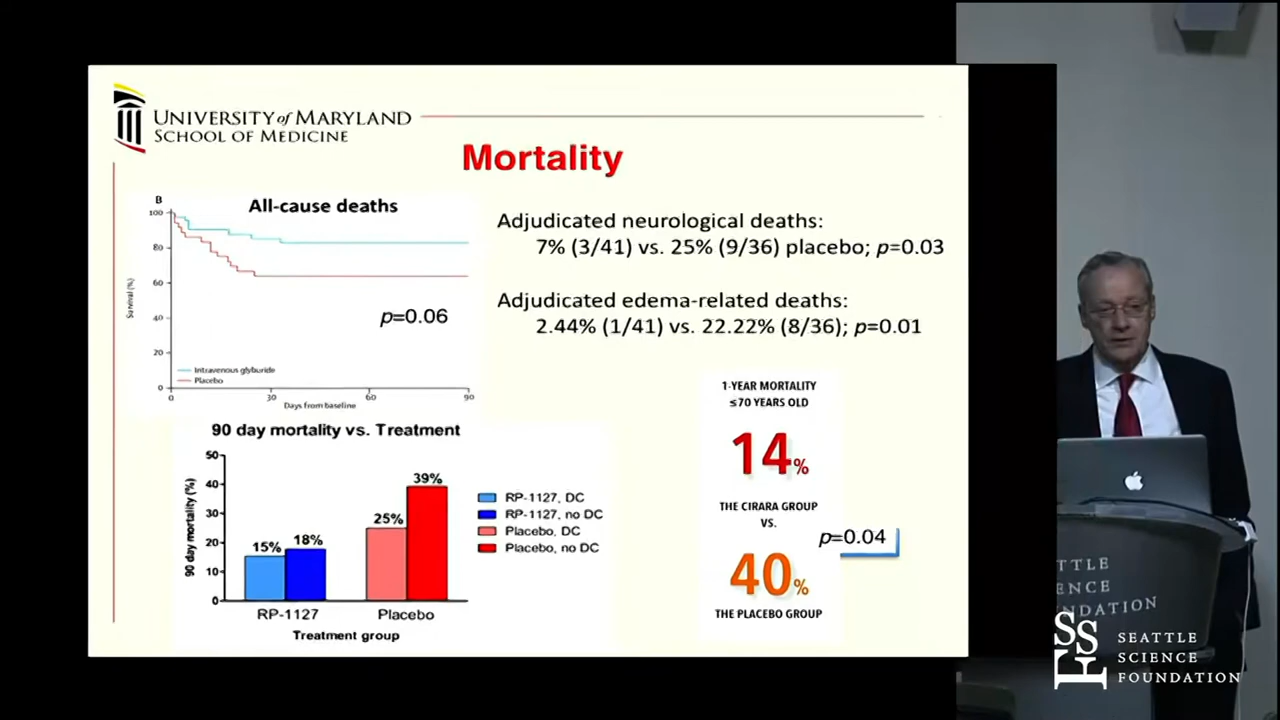 UNIVERSITY of MARYLAND
SCHOOL OF MEDICINE
Mortality
B
All-cause deaths
100
80
60
40
20
0
Survival (%)
p=0.06
Intravenous glyburide
Placebo
0 30 60 90
Days from baseline
Adjudicated neurological deaths:
7% (3/41) vs. 25% (9/36) placebo; p=0.03
Adjudicated edema-related deaths:
2.44% (1/41) vs. 22.22% (8/36); p=0.01
90 day mortality vs. Treatment
50
40
30
20
10
0
90 day mortality (%)
15% 18% 25% 39%
RP-1127 Placebo
Treatment group
RP-1127, DC
RP-1127, no DC
Placebo, DC
Placebo, no DC
1-YEAR MORTALITY
≤70 YEARS OLD
14%
THE CIRARA GROUP
VS.
p=0.04
40%
THE PLACEBO GROUP
TTLE
ENCE
NDATION
SSF
SEATTLE
SCIENCE
FOUNDATION